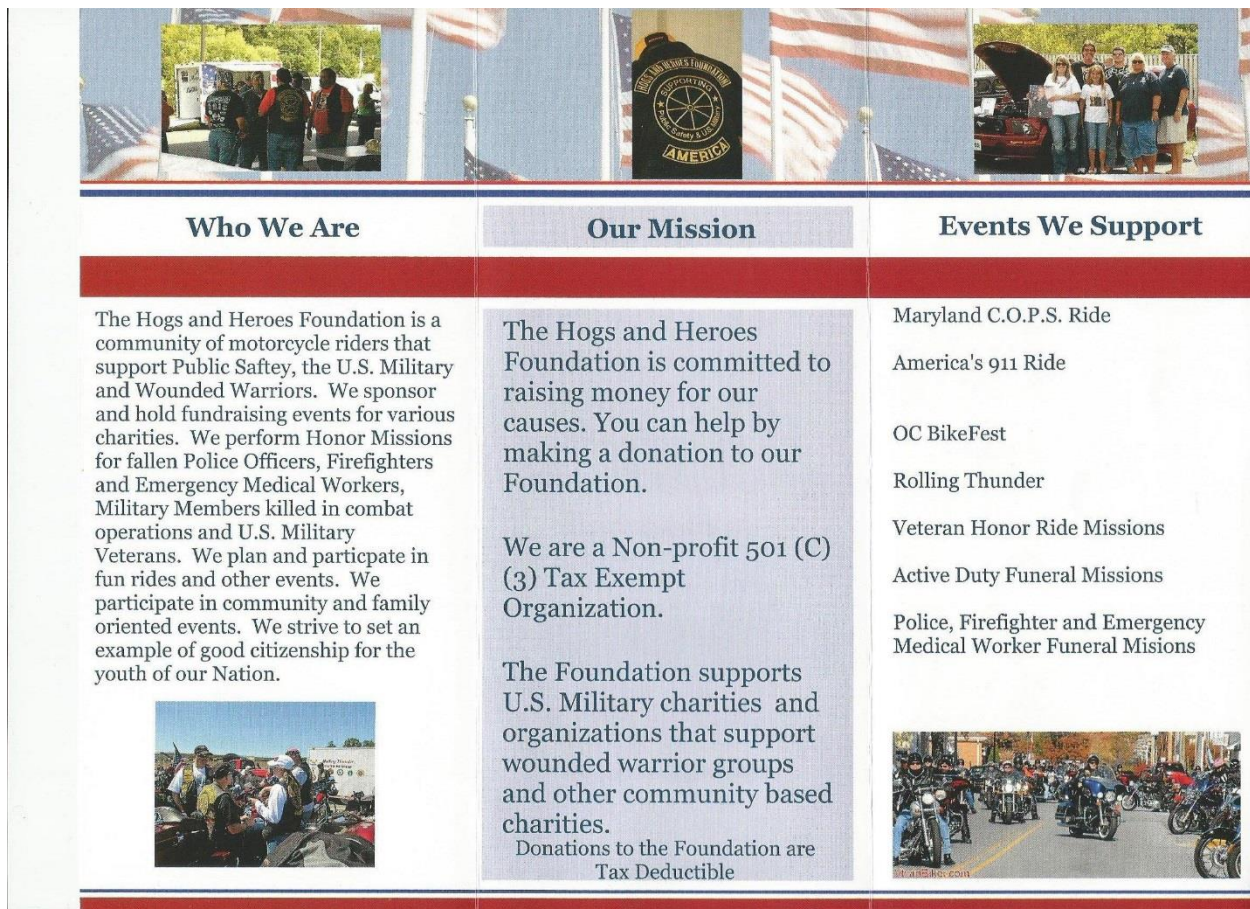 HOGS AND HEROES FOUNDATION
SUPPORTING
Public Safety & U.S. Military
AMERICA
Who We Are
The Hogs and Heroes Foundation is a
community of motorcycle riders that
support Public Saftey, the U.S. Military
and Wounded Warriors. We sponsor
and hold fundraising events for various
charities. We perform Honor Missions
for fallen Police Officers, Firefighters
and Emergency Medical Workers,
Military Members killed in combat
operations and U.S. Military
Veterans. We plan and particpate in
fun rides and other events. We
participate in community and family
oriented events. We strive to set an
example of good citizenship for the
youth of our Nation.
Our Mission
The Hogs and Heroes
Foundation is committed to
raising money for our
causes. You can help by
making a donation to our
Foundation.
We are a Non-profit 501 (C)
(3) Tax Exempt
Organization.
The Foundation supports
U.S. Military charities and
organizations that support
wounded warrior groups
and other community based
charities.
Donations to the Foundation are
Tax Deductible
Events We Support
Maryland C.O.P.S. Ride
America's 911 Ride
OC BikeFest
Rolling Thunder
Veteran Honor Ride Missions
Active Duty Funeral Missions
Police, Firefighter and Emergency
Medical Worker Funeral Misions